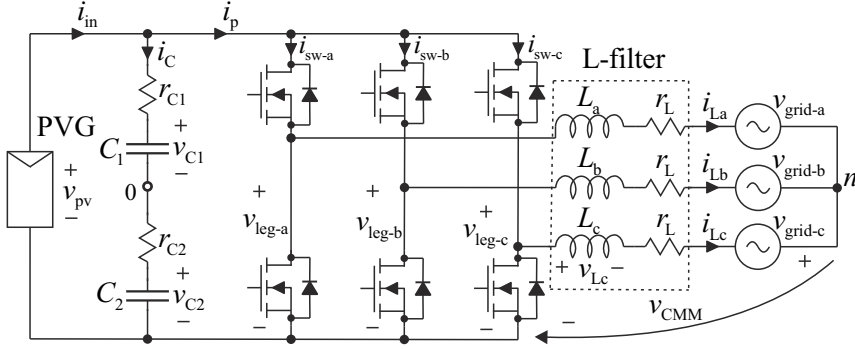 i_in
i_p
i_C
i_sw-a
i_sw-b
i_sw-c
L-filter
r_C1
PVG
C_1
+
v_C1
−
+
v_pv
−
0
r_C2
C_2
+
v_C2
−
+
v_leg-a
−
+
v_leg-b
−
+
v_leg-c
−
L_a
r_L
i_La
v_grid-a
L_b
r_L
i_Lb
v_grid-b
n
L_c
r_L
i_Lc
v_grid-c
+ v_Lc −
+
v_CMM
−